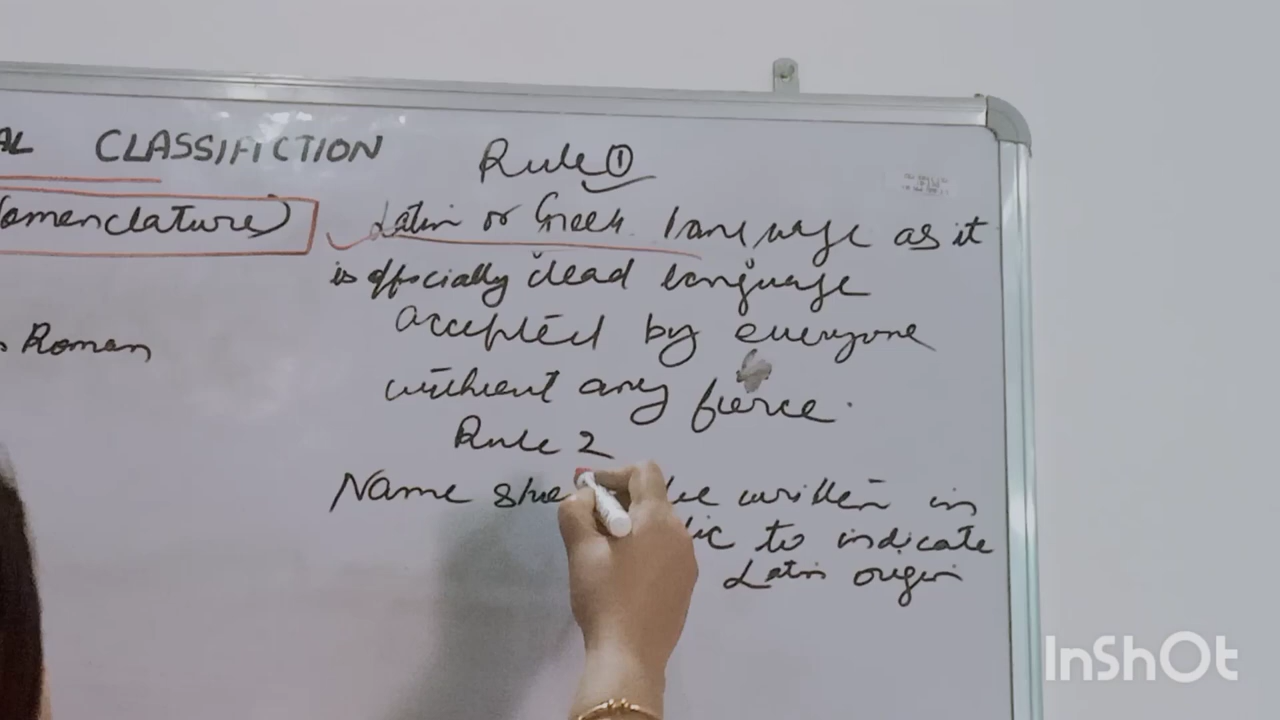 AL CLASSIFICTION
Rule ①
omenclature)
Latin or Greek language as it
is officially dead language
Roman
accepted by everyone
without any fierce.
Rule 2
Name be written in
to indicate
Latin origin
InShOt